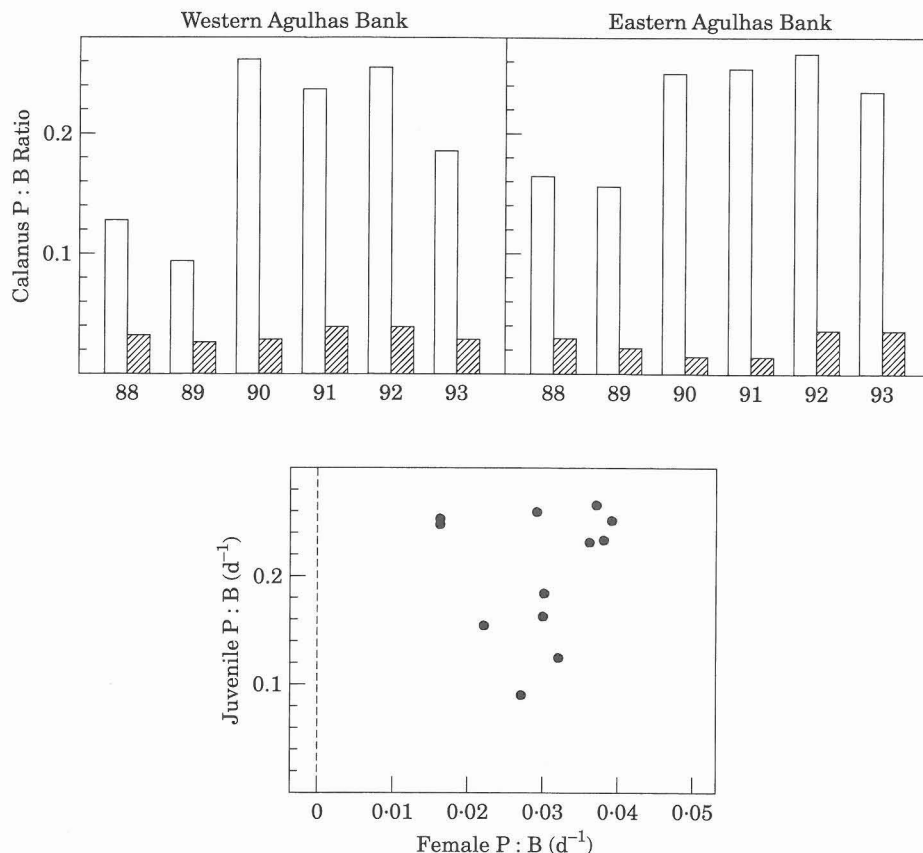 Western Agulhas Bank
Eastern Agulhas Bank
Calanus P : B Ratio
0.2
0.1
88 89 90 91 92 93
88 89 90 91 92 93
Juvenile P : B (d⁻¹)
0.2
0.1
0 0·01 0·02 0·03 0·04 0·05
Female P : B (d⁻¹)